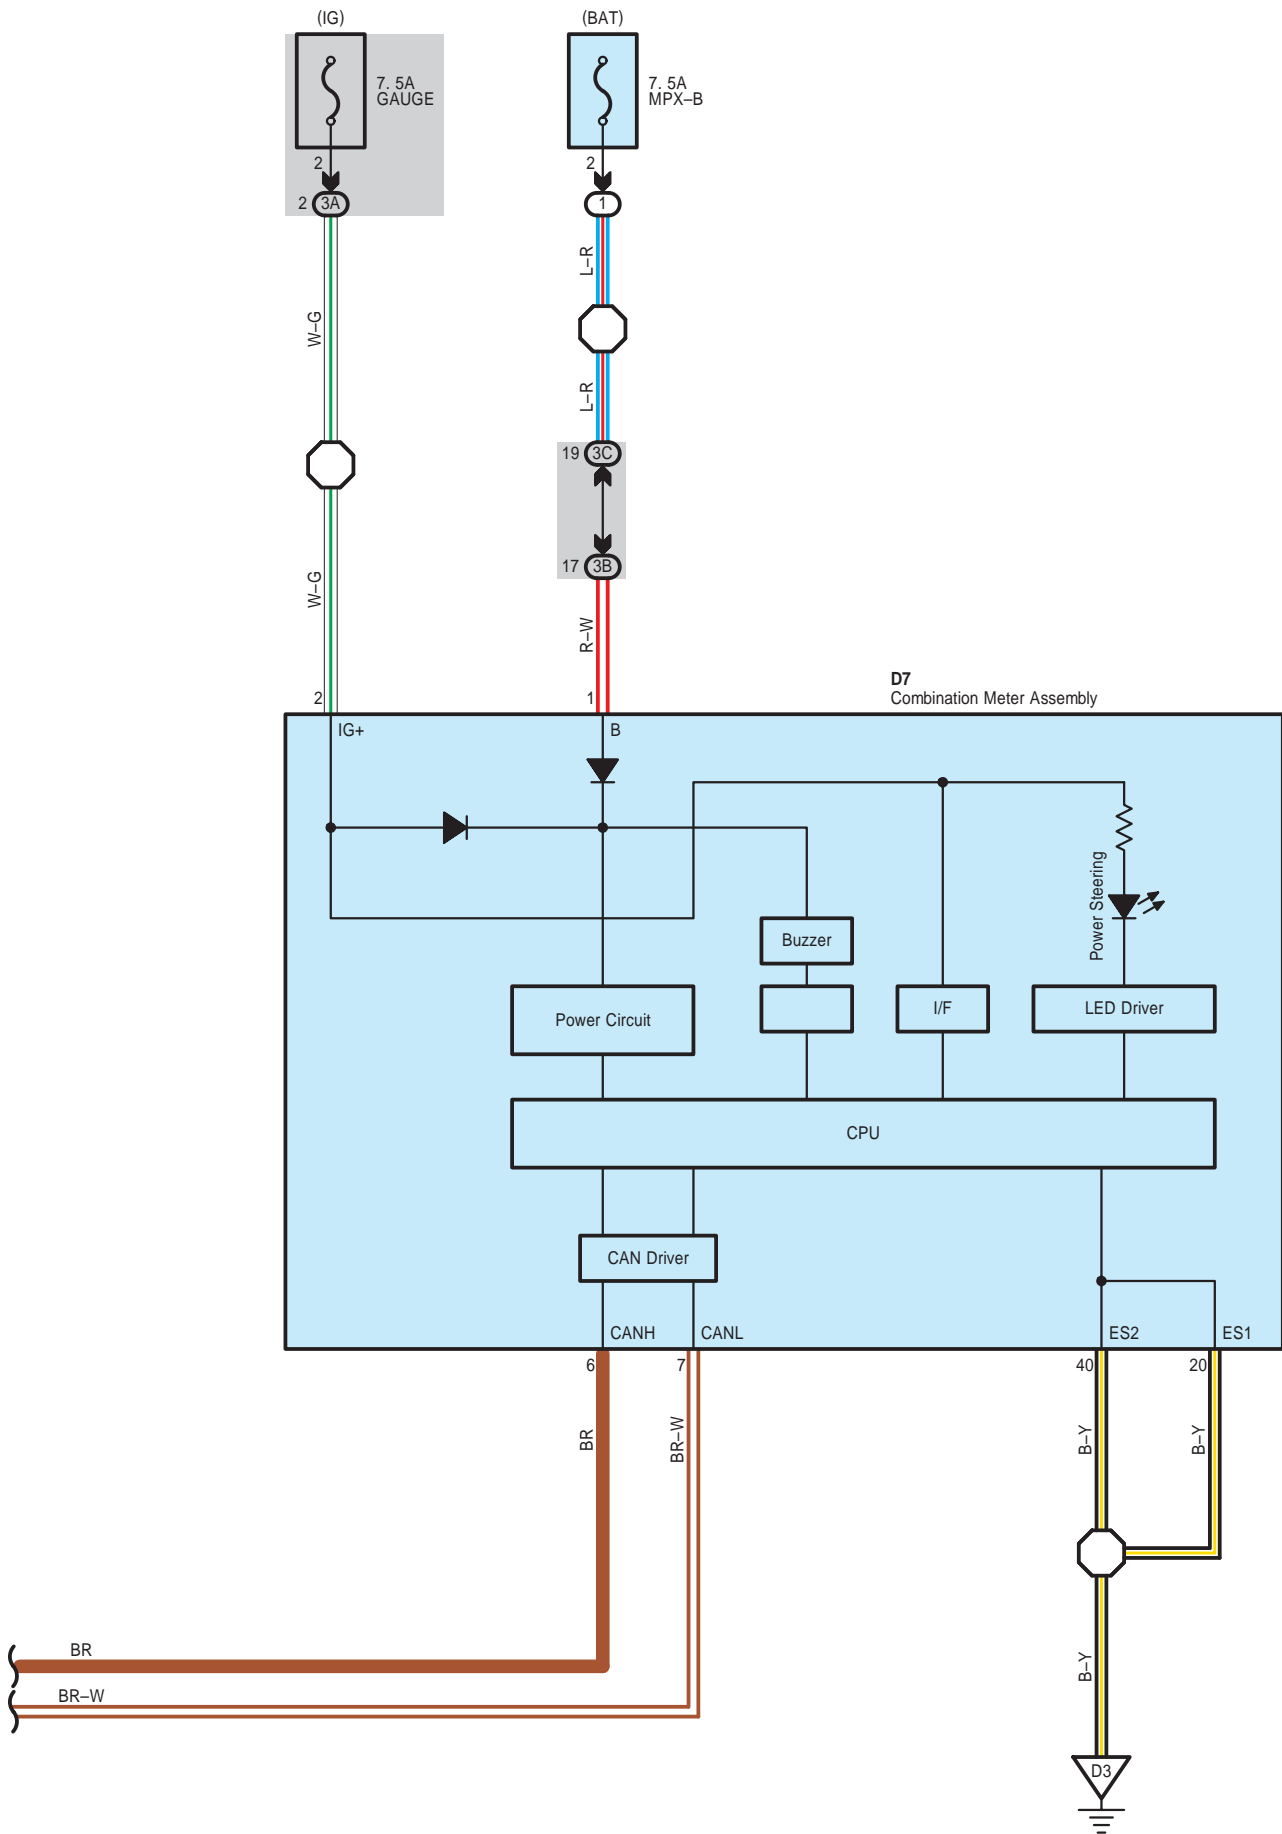 (IG)
(BAT)
7. 5A
GAUGE
7. 5A
MPX–B
2
2
2 3A
1
L–R
W–G
L–R
19 3C
17 3B
W–G
R–W
D7
Combination Meter Assembly
2
1
IG+
B
Power Steering
Buzzer
Power Circuit
I/F
LED Driver
CPU
CAN Driver
CANH
CANL
ES2
ES1
6
7
40
20
BR
BR–W
B–Y
B–Y
BR
BR–W
B–Y
D3